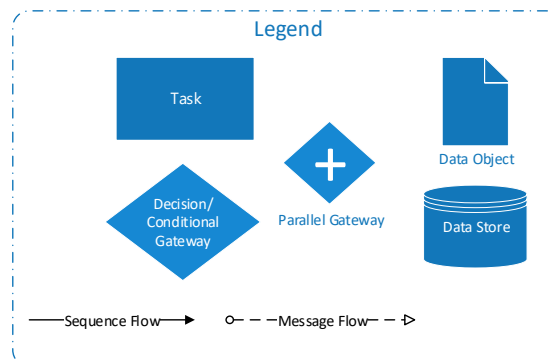 Legend
Task
Data Object
Decision/
Conditional
Gateway
Parallel Gateway
Data Store
Sequence Flow
Message Flow